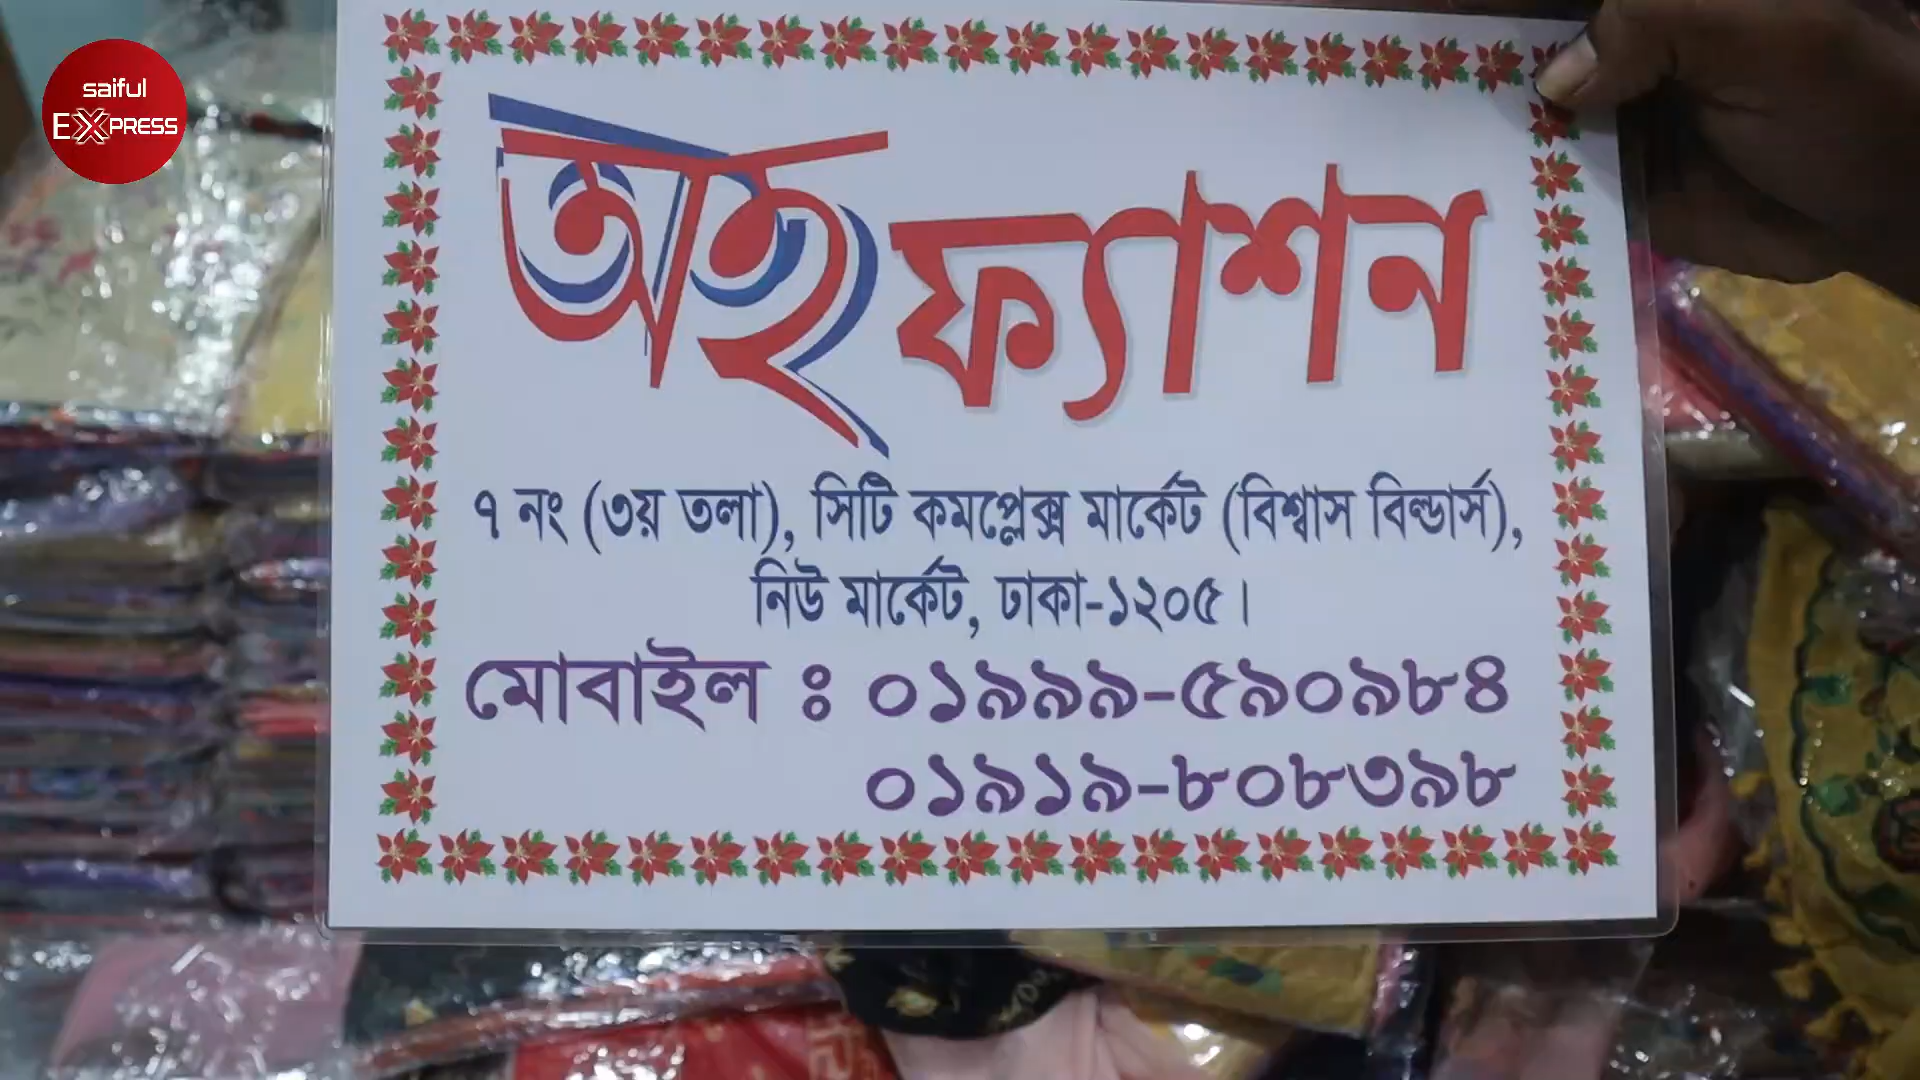 saiful
EXPRESS
অহ ফ্যাশন
৭ নং (৩য় তলা), সিটি কমপ্লেক্স মার্কেট (বিশ্বাস বিল্ডার্স),
নিউ মার্কেট, ঢাকা-১২০৫।
মোবাইল ঃ ০১৯৯৯-৫৯০৯৮৪
০১৯১৯-৮০৮৩৯৮